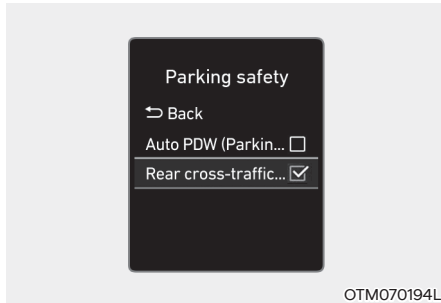 Parking safety
Back
Auto PDW (Parkin...
Rear cross-traffic...
OTM070194L